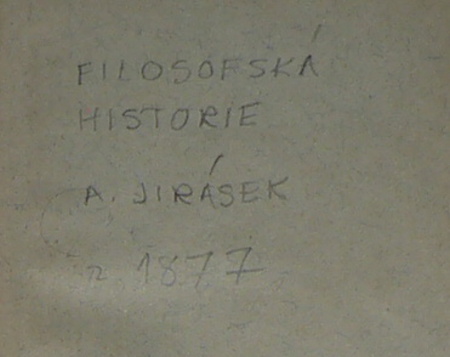 FILOSOFSKÁ
HISTORIE
A. JIRÁSEK
r. 1877